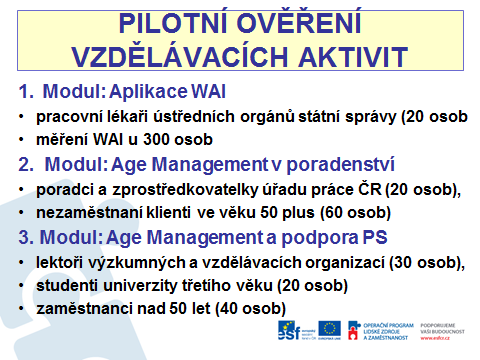 PILOTNÍ OVĚŘENÍ
VZDĚLÁVACÍCH AKTIVIT
1. Modul: Aplikace WAI
• pracovní lékaři ústředních orgánů státní správy (20 osob
• měření WAI u 300 osob
2. Modul: Age Management v poradenství
• poradci a zprostředkovatelky úřadu práce ČR (20 osob),
• nezaměstnaní klienti ve věku 50 plus (60 osob)
3. Modul: Age Management a podpora PS
• lektoři výzkumných a vzdělávacích organizací (30 osob),
• studenti univerzity třetího věku (20 osob)
• zaměstnanci nad 50 let (40 osob)
esf
OPERAČNÍ PROGRAM
LIDSKÉ ZDROJE
A ZAMĚSTNANOST
PODPORUJEME
VAŠI BUDOUCNOST
www.esfcr.cz